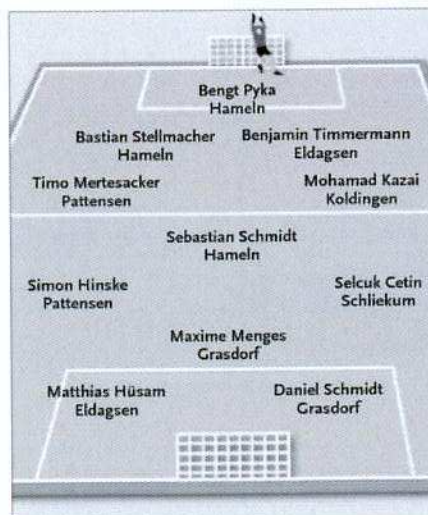 Bengt Pyka
Hameln
Bastian Stellmacher
Hameln
Benjamin Timmermann
Eldagsen
Timo Mertesacker
Pattensen
Mohamad Kazai
Koldingen
Sebastian Schmidt
Hameln
Simon Hinske
Pattensen
Selcuk Cetin
Schliekum
Maxime Menges
Grasdorf
Matthias Hüsam
Eldagsen
Daniel Schmidt
Grasdorf